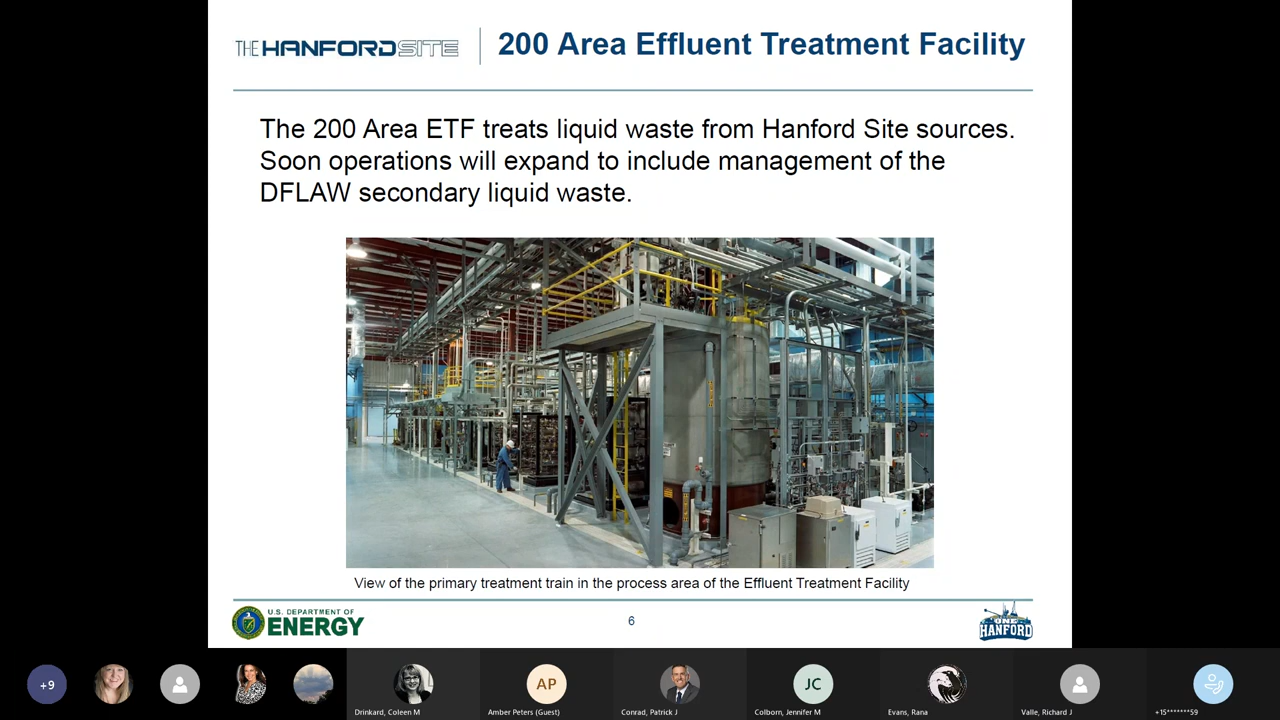 THE HANFORD SITE
200 Area Effluent Treatment Facility
The 200 Area ETF treats liquid waste from Hanford Site sources.
Soon operations will expand to include management of the
DFLAW secondary liquid waste.
View of the primary treatment train in the process area of the Effluent Treatment Facility
U.S. DEPARTMENT OF
ENERGY
6
ONE
HANFORD
+9
AP
JC
Drinkard, Coleen M
Amber Peters (Guest)
Conrad, Patrick J
Colborn, Jennifer M
Evans, Rana
Valle, Richard J
+15*******59